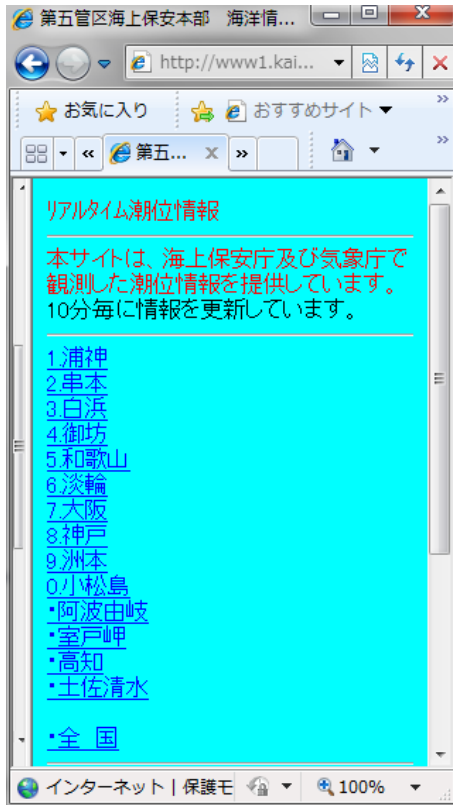 第五管区海上保安本部 海洋情...
http://www1.kai...
お気に入り おすすめサイト
第五...
リアルタイム潮位情報
本サイトは、海上保安庁及び気象庁で
観測した潮位情報を提供しています。
10分毎に情報を更新しています。
1.浦神
2.串本
3.白浜
4.御坊
5.和歌山
6.淡輪
7.大阪
8.神戸
9.洲本
0.小松島
・阿波由岐
・室戸岬
・高知
・土佐清水
・全 国
インターネット | 保護モ 100%